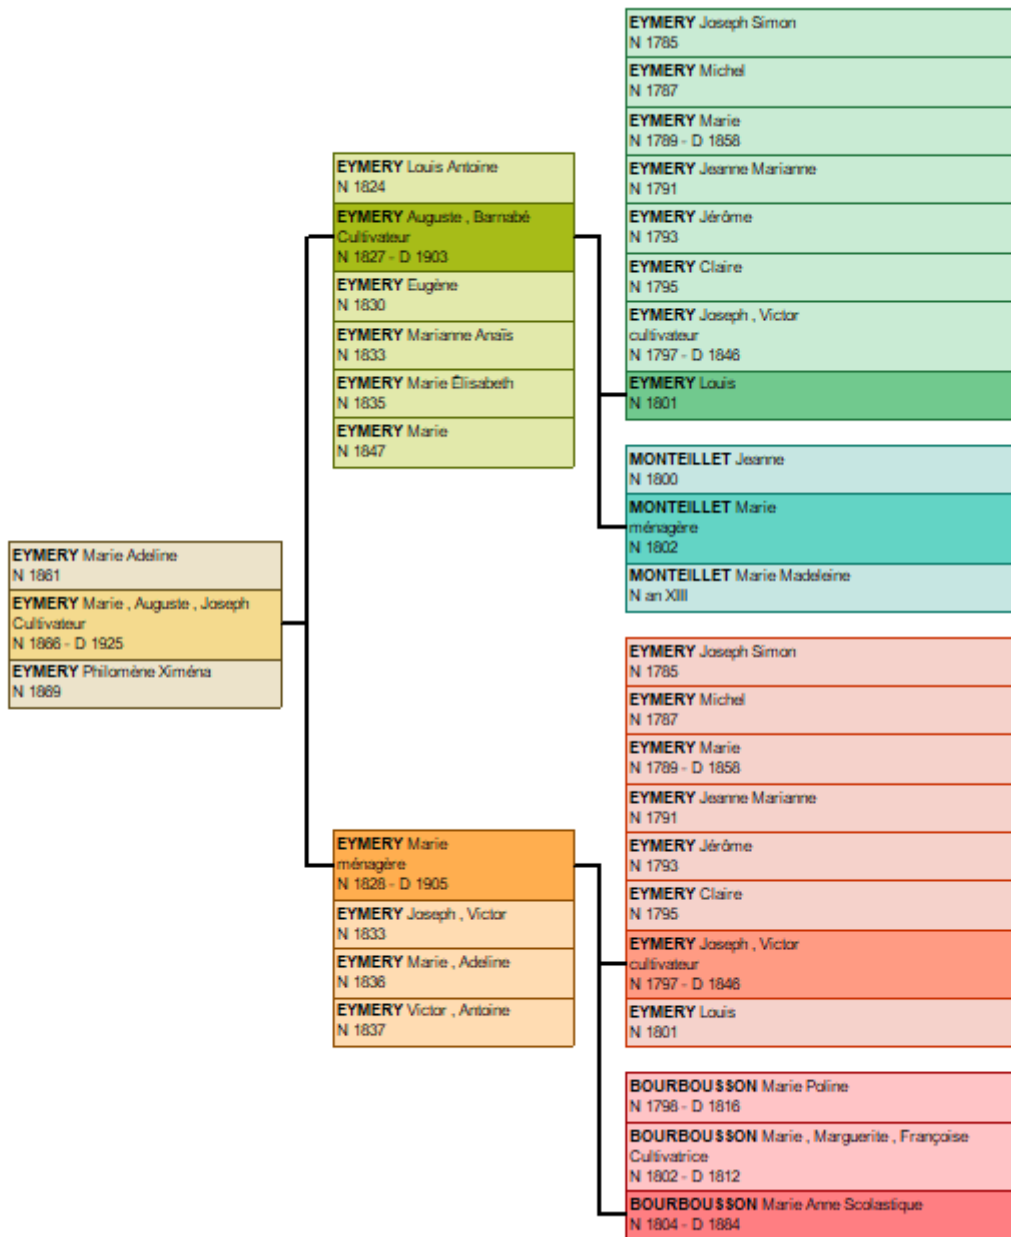 EYMERY Marie Adeline
N 1861
EYMERY Marie , Auguste , Joseph
Cultivateur
N 1866 - D 1925
EYMERY Philomène Xiména
N 1869
EYMERY Louis Antoine
N 1824
EYMERY Auguste , Barnabé
Cultivateur
N 1827 - D 1903
EYMERY Eugène
N 1830
EYMERY Marianne Anaïs
N 1833
EYMERY Marie Élisabeth
N 1835
EYMERY Marie
N 1847
EYMERY Marie
ménagère
N 1828 - D 1905
EYMERY Joseph , Victor
N 1833
EYMERY Marie , Adeline
N 1836
EYMERY Victor , Antoine
N 1837
EYMERY Joseph Simon
N 1785
EYMERY Michel
N 1787
EYMERY Marie
N 1789 - D 1858
EYMERY Jeanne Marianne
N 1791
EYMERY Jérôme
N 1793
EYMERY Claire
N 1795
EYMERY Joseph , Victor
cultivateur
N 1797 - D 1846
EYMERY Louis
N 1801
MONTEILLET Jeanne
N 1800
MONTEILLET Marie
ménagère
N 1802
MONTEILLET Marie Madeleine
N an XIII
EYMERY Joseph Simon
N 1785
EYMERY Michel
N 1787
EYMERY Marie
N 1789 - D 1858
EYMERY Jeanne Marianne
N 1791
EYMERY Jérôme
N 1793
EYMERY Claire
N 1795
EYMERY Joseph , Victor
cultivateur
N 1797 - D 1846
EYMERY Louis
N 1801
BOURBOUSSON Marie Poline
N 1798 - D 1816
BOURBOUSSON Marie , Marguerite , Françoise
Cultivatrice
N 1802 - D 1812
BOURBOUSSON Marie Anne Scolastique
N 1804 - D 1884